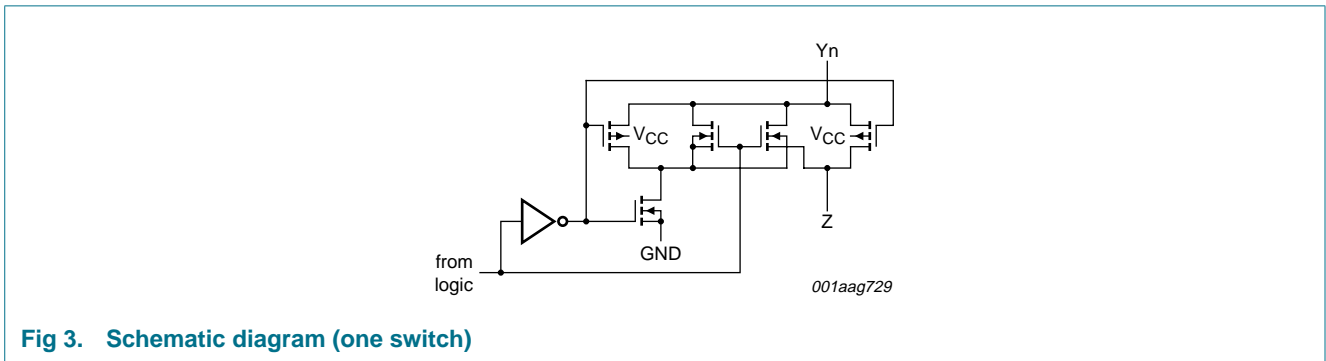 Yn
VCC
VCC
Z
GND
from
logic
001aag729
Fig 3. Schematic diagram (one switch)